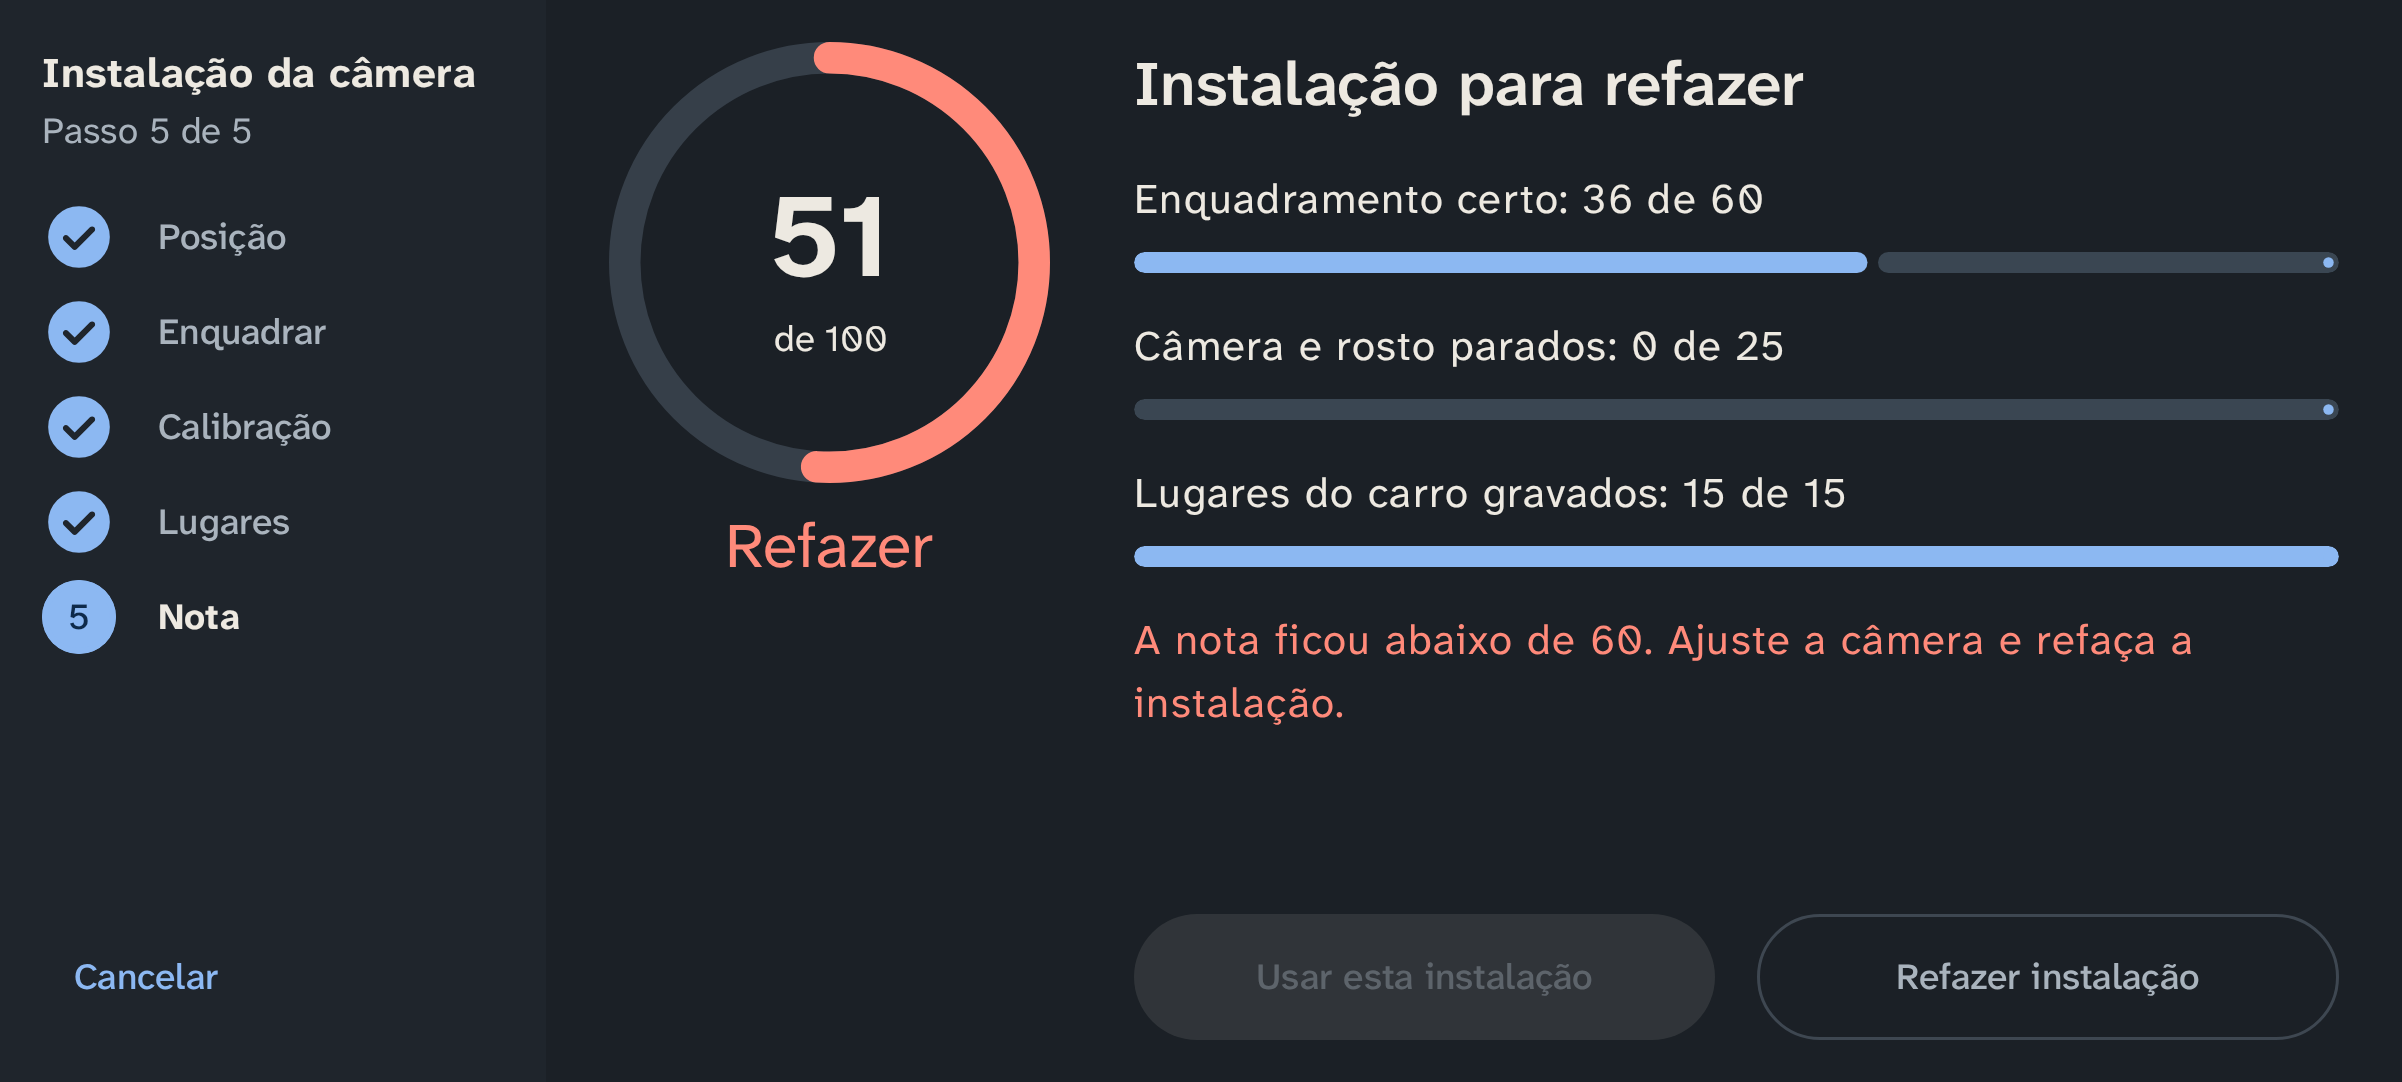 Instalação da câmera
Passo 5 de 5
Posição
Enquadrar
Calibração
Lugares
5 Nota
Cancelar
51
de 100
Refazer
Instalação para refazer
Enquadramento certo: 36 de 60
Câmera e rosto parados: 0 de 25
Lugares do carro gravados: 15 de 15
A nota ficou abaixo de 60. Ajuste a câmera e refaça a
instalação.
Usar esta instalação
Refazer instalação